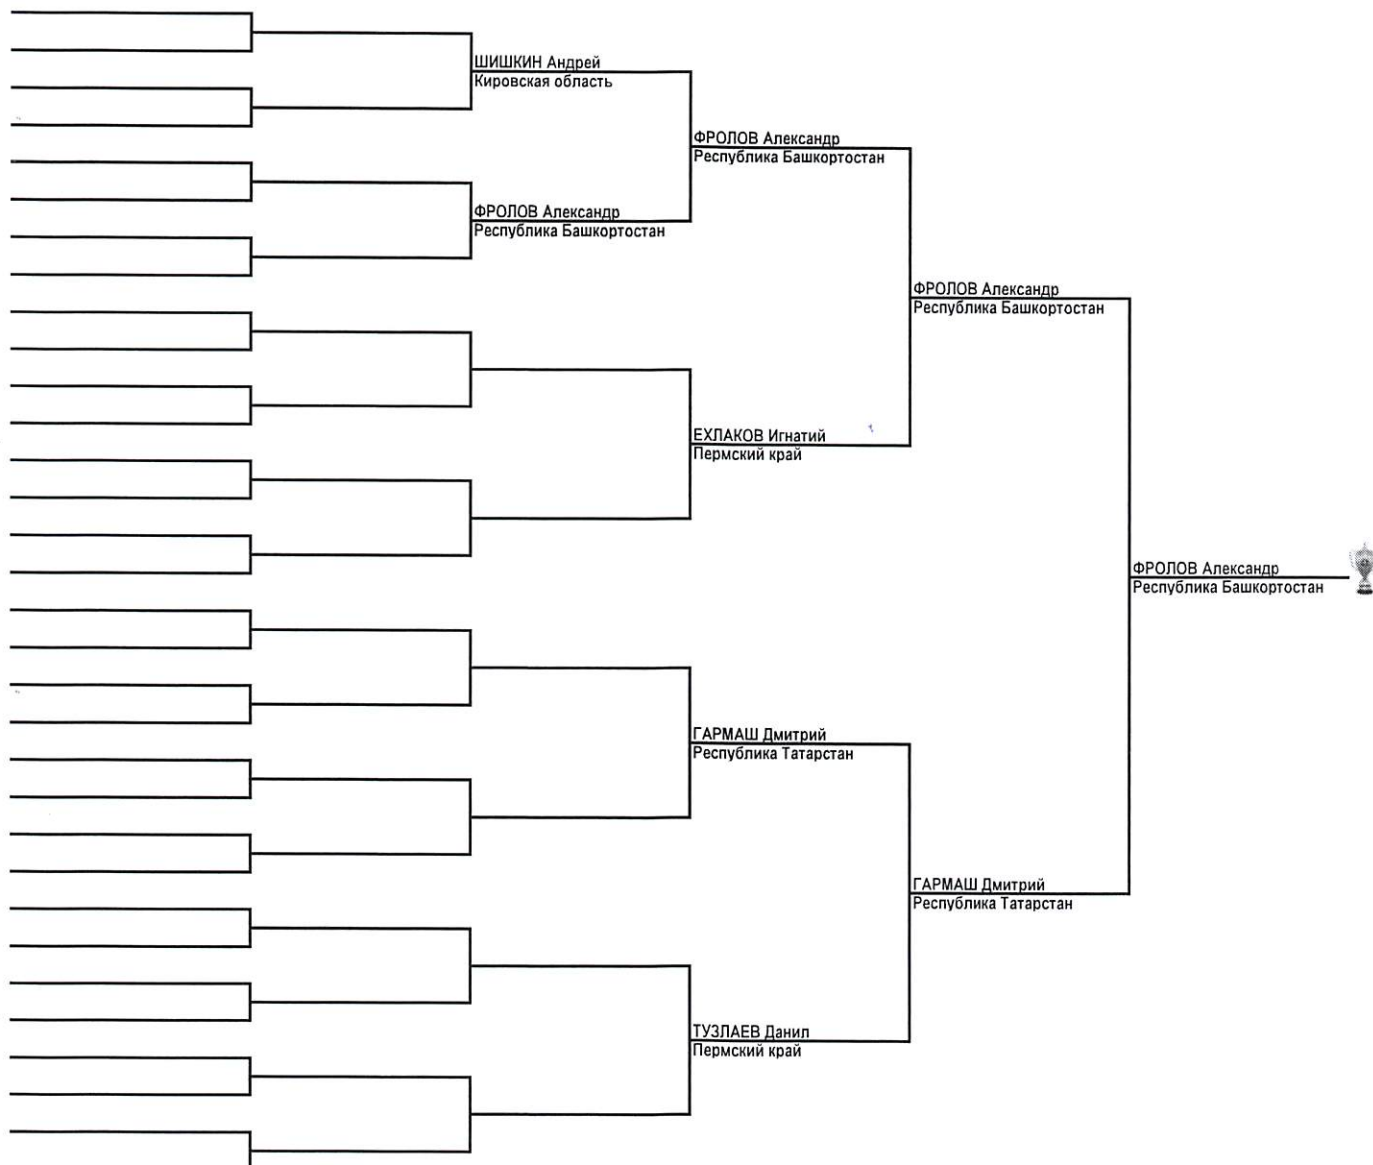 ШИШКИН Андрей
Кировская область
ФРОЛОВ Александр
Республика Башкортостан
ФРОЛОВ Александр
Республика Башкортостан
ФРОЛОВ Александр
Республика Башкортостан
ЕХЛАКОВ Игнатий
Пермский край
ФРОЛОВ Александр
Республика Башкортостан
ГАРМАШ Дмитрий
Республика Татарстан
ГАРМАШ Дмитрий
Республика Татарстан
ТУЗЛАЕВ Данил
Пермский край